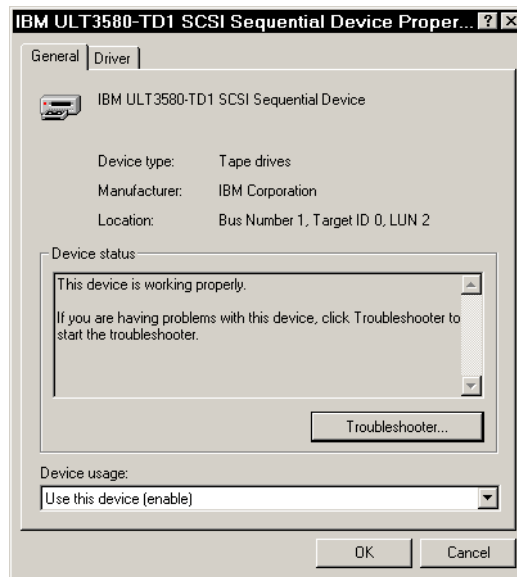 IBM ULT3580-TD1 SCSI Sequential Device Proper...
General
Driver
IBM ULT3580-TD1 SCSI Sequential Device
Device type: Tape drives
Manufacturer: IBM Corporation
Location: Bus Number 1, Target ID 0, LUN 2
Device status
This device is working properly.
If you are having problems with this device, click Troubleshooter to
start the troubleshooter.
Troubleshooter...
Device usage:
Use this device (enable)
OK
Cancel